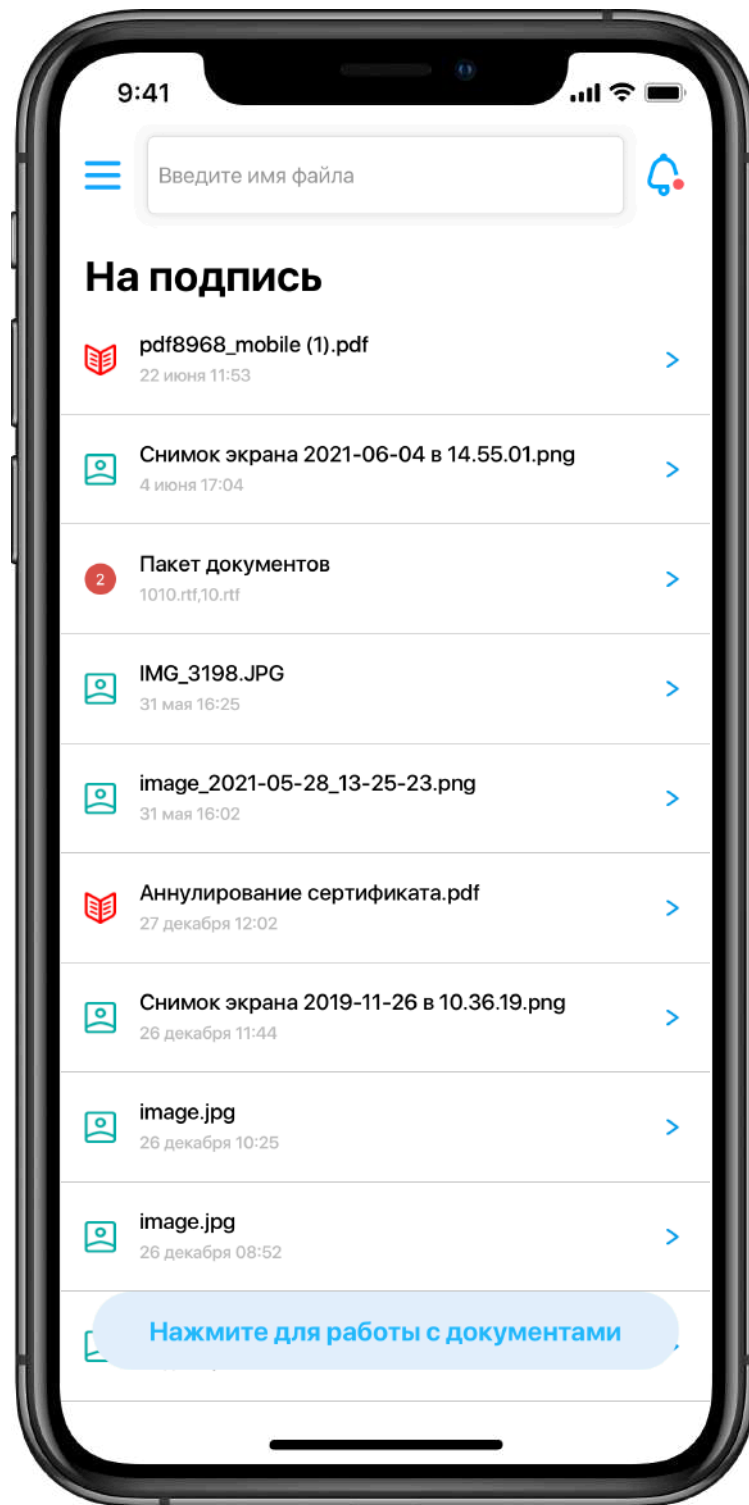 9:41
Введите имя файла
На подпись
pdf8968_mobile (1).pdf
22 июня 11:53
Снимок экрана 2021-06-04 в 14.55.01.png
4 июня 17:04
2
Пакет документов
1010.rtf,10.rtf
IMG_3198.JPG
31 мая 16:25
image_2021-05-28_13-25-23.png
31 мая 16:02
Аннулирование сертификата.pdf
27 декабря 12:02
Снимок экрана 2019-11-26 в 10.36.19.png
26 декабря 11:44
image.jpg
26 декабря 10:25
image.jpg
26 декабря 08:52
Нажмите для работы с документами